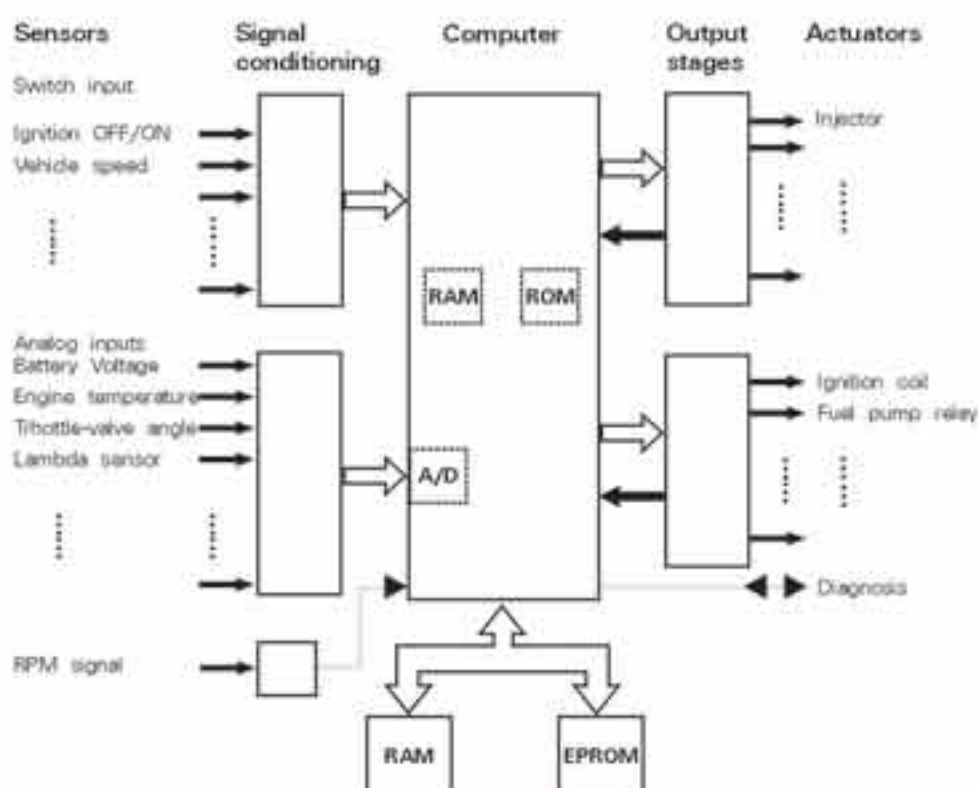 Sensors
Signal
conditioning
Computer
Output
stages
Actuators
Switch input
Ignition OFF/ON
Vehicle speed
Injector
RAM
ROM
Analog inputs
Battery Voltage
Engine temperature
Trhottle-valve angle
Lambda sensor
A/D
Ignition coil
Fuel pump relay
Diagnosis
RPM signal
RAM
EPROM